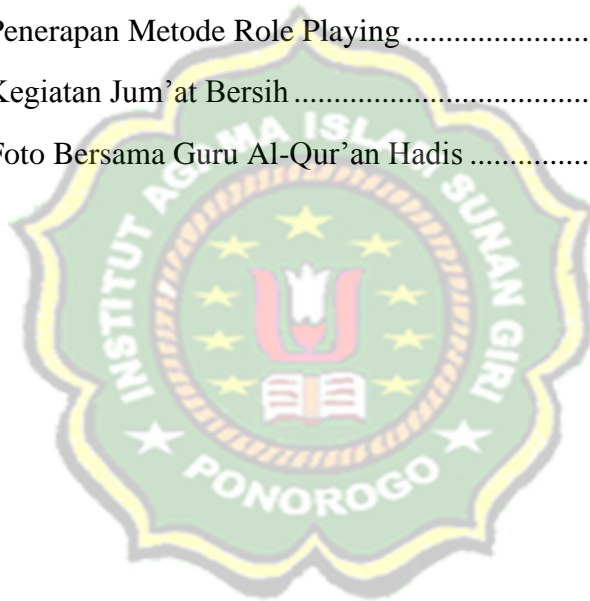 Penerapan Metode Role Playing ........................
Kegiatan Jum’at Bersih ......................................
Foto Bersama Guru Al-Qur’an Hadis ...............
INSTITUT AGAMA ISLAM SUNAN GIRI
PONOROGO